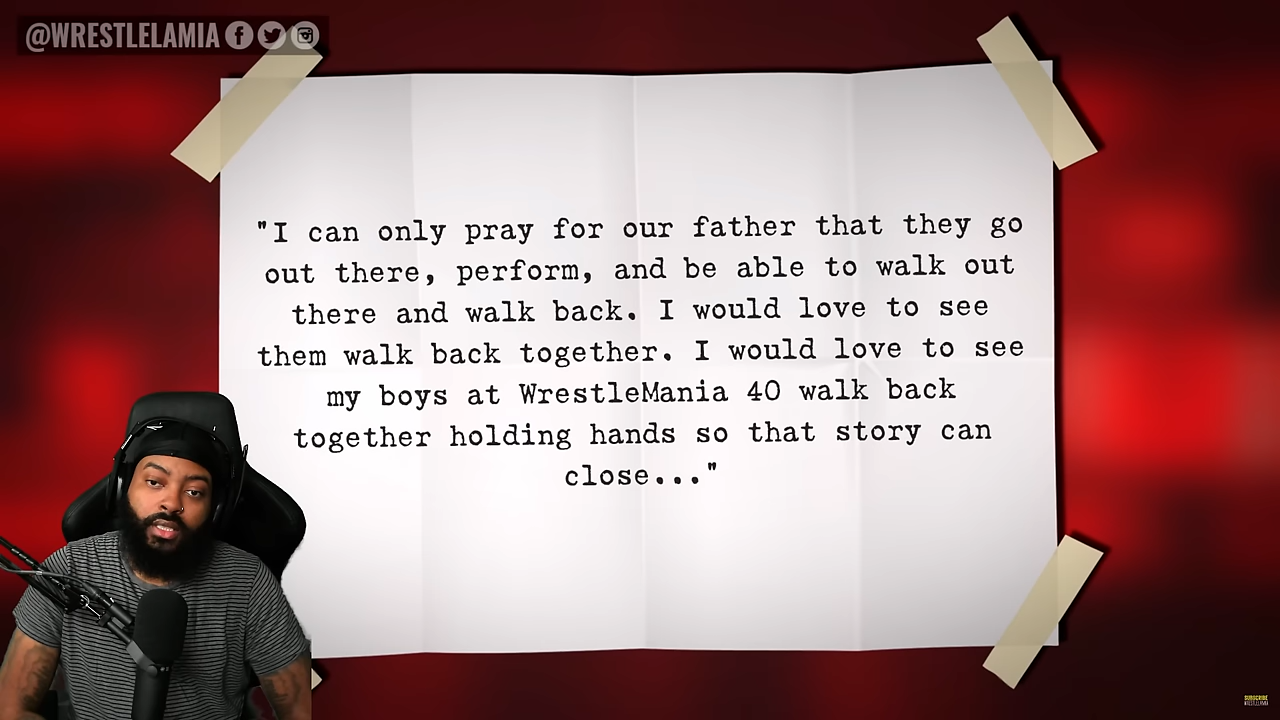 @WRESTLELAMIA
"I can only pray for our father that they go
out there, perform, and be able to walk out
there and walk back. I would love to see
them walk back together. I would love to see
my boys at WrestleMania 40 walk back
together holding hands so that story can
close..."
SUBSCRIBE
WRESTLELAMIA